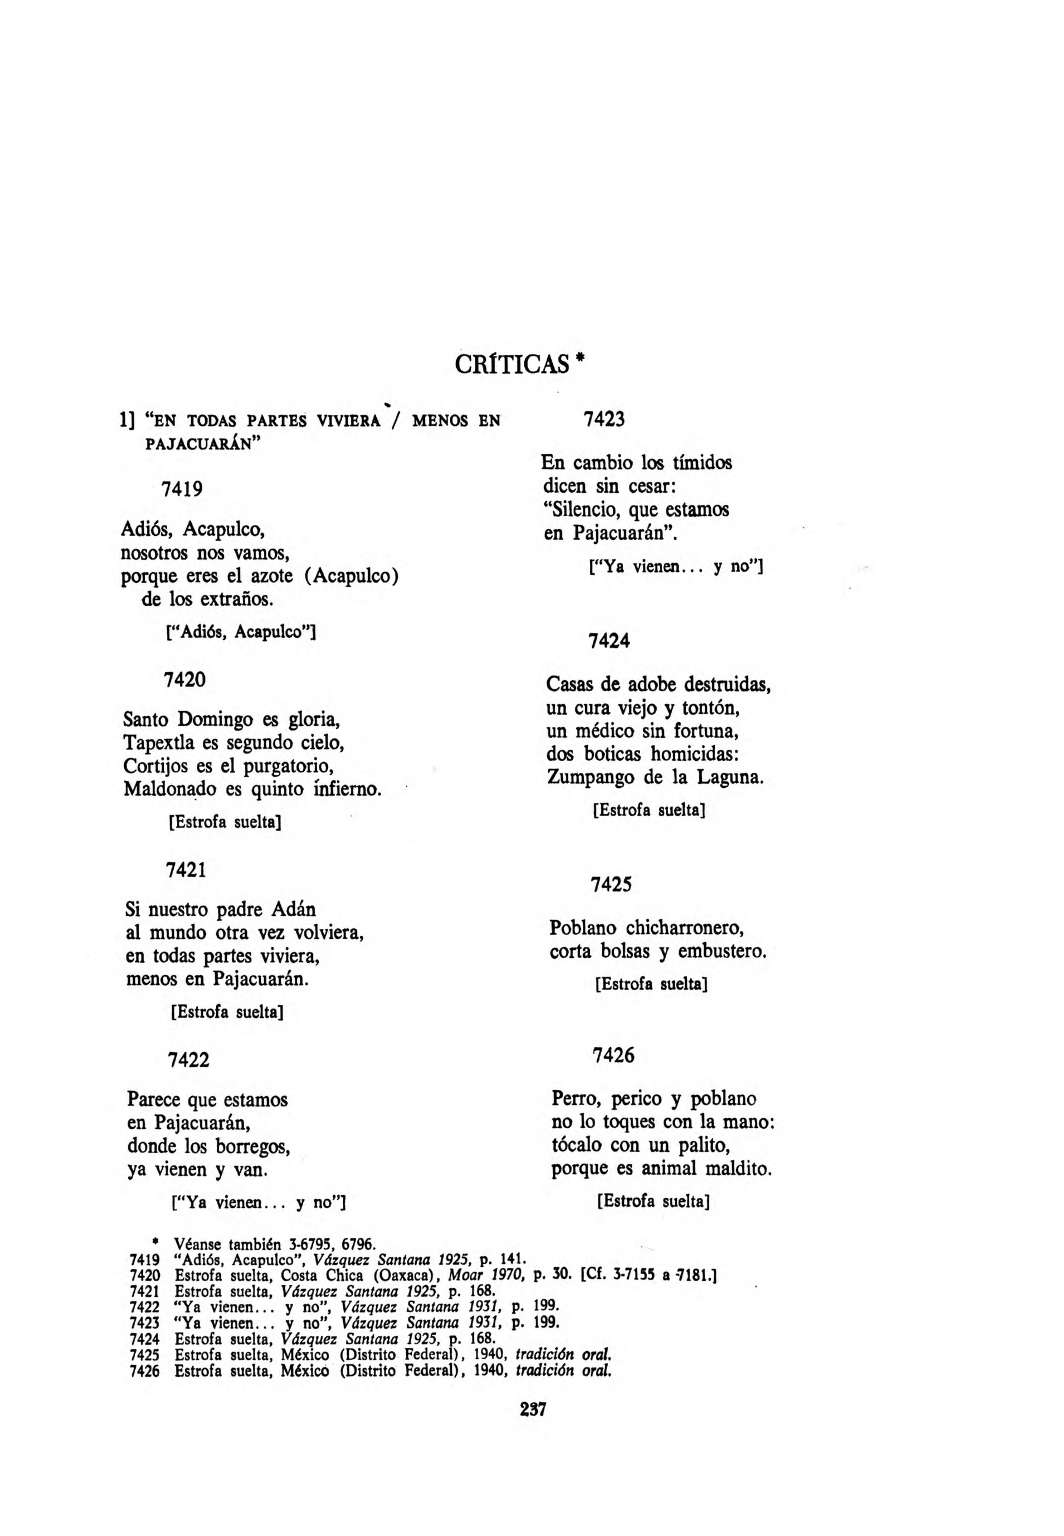 CRÍTICAS *
1] “EN TODAS PARTES VIVIERA / MENOS EN
PAJACUARÁN”
7419
Adiós, Acapulco,
nosotros nos vamos,
porque eres el azote (Acapulco)
de los extraños.
[“Adiós, Acapulco”]
7420
Santo Domingo es gloria,
Tapextla es segundo cielo,
Cortijos es el purgatorio,
Maldonado es quinto ínfierno.
[Estrofa suelta]
7421
Si nuestro padre Adán
al mundo otra vez volviera,
en todas partes viviera,
menos en Pajacuarán.
[Estrofa suelta]
7422
Parece que estamos
en Pajacuarán,
donde los borregos,
ya vienen y van.
[“Ya vienen... y no”]
7423
En cambio los tímidos
dicen sin cesar:
“Silencio, que estamos
en Pajacuarán”.
[“Ya vienen... y no”]
7424
Casas de adobe destruidas,
un cura viejo y tontón,
un médico sin fortuna,
dos boticas homicidas:
Zumpango de la Laguna.
[Estrofa suelta]
7425
Poblano chicharronero,
corta bolsas y embustero.
[Estrofa suelta]
7426
Perro, perico y poblano
no lo toques con la mano:
tócalo con un palito,
porque es animal maldito.
[Estrofa suelta]
* Véanse también 3-6795, 6796.
7419 “Adiós, Acapulco”, Vázquez Santana 1925, p. 141.
7420 Estrofa suelta, Costa Chica (Oaxaca), Moar 1970, p. 30. [Cf. 3-7155 a -7181.]
7421 Estrofa suelta, Vázquez Santana 1925, p. 168.
7422 “Ya vienen... y no”, Vázquez Santana 1931, p. 199.
7423 “Ya vienen... y no”, Vázquez Santana 1931, p. 199.
7424 Estrofa suelta, Vázquez Santana 1925, p. 168.
7425 Estrofa suelta, México (Distrito Federal), 1940, tradición oral.
7426 Estrofa suelta, México (Distrito Federal), 1940, tradición oral.
237